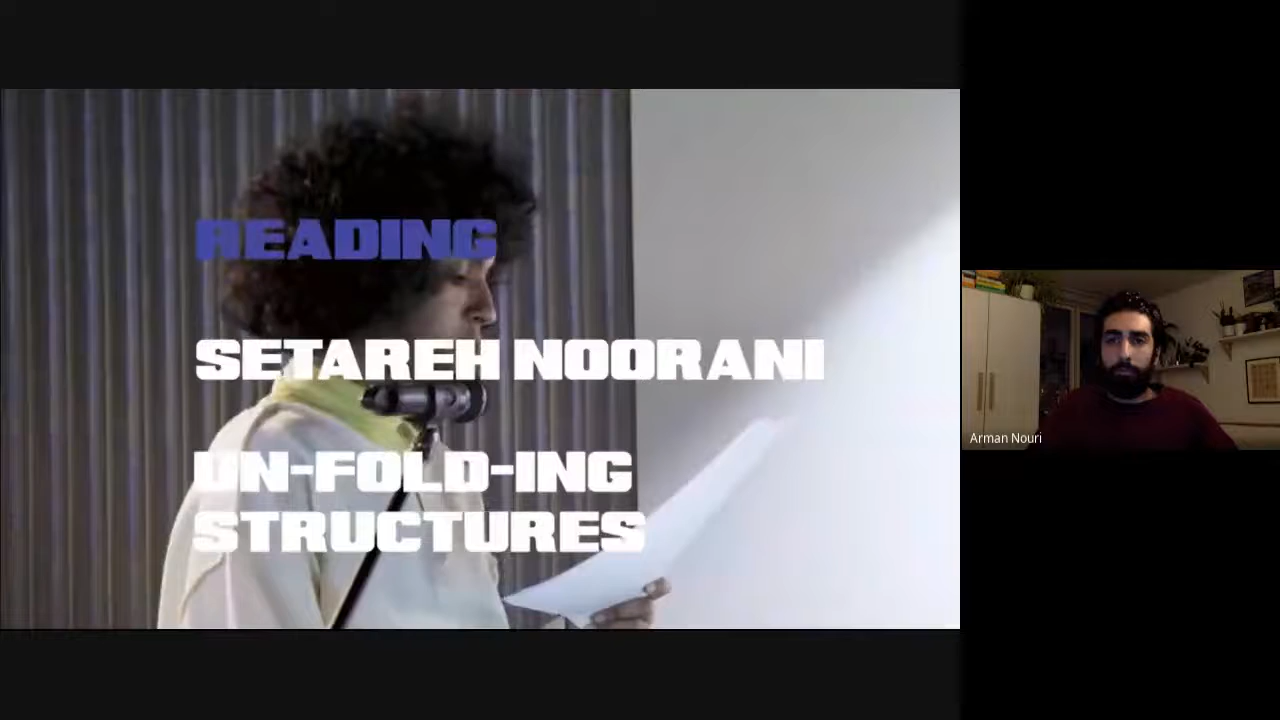 READING
SETAREH NOORANI
UN-FOLD-ING
STRUCTURES
Arman Nouri